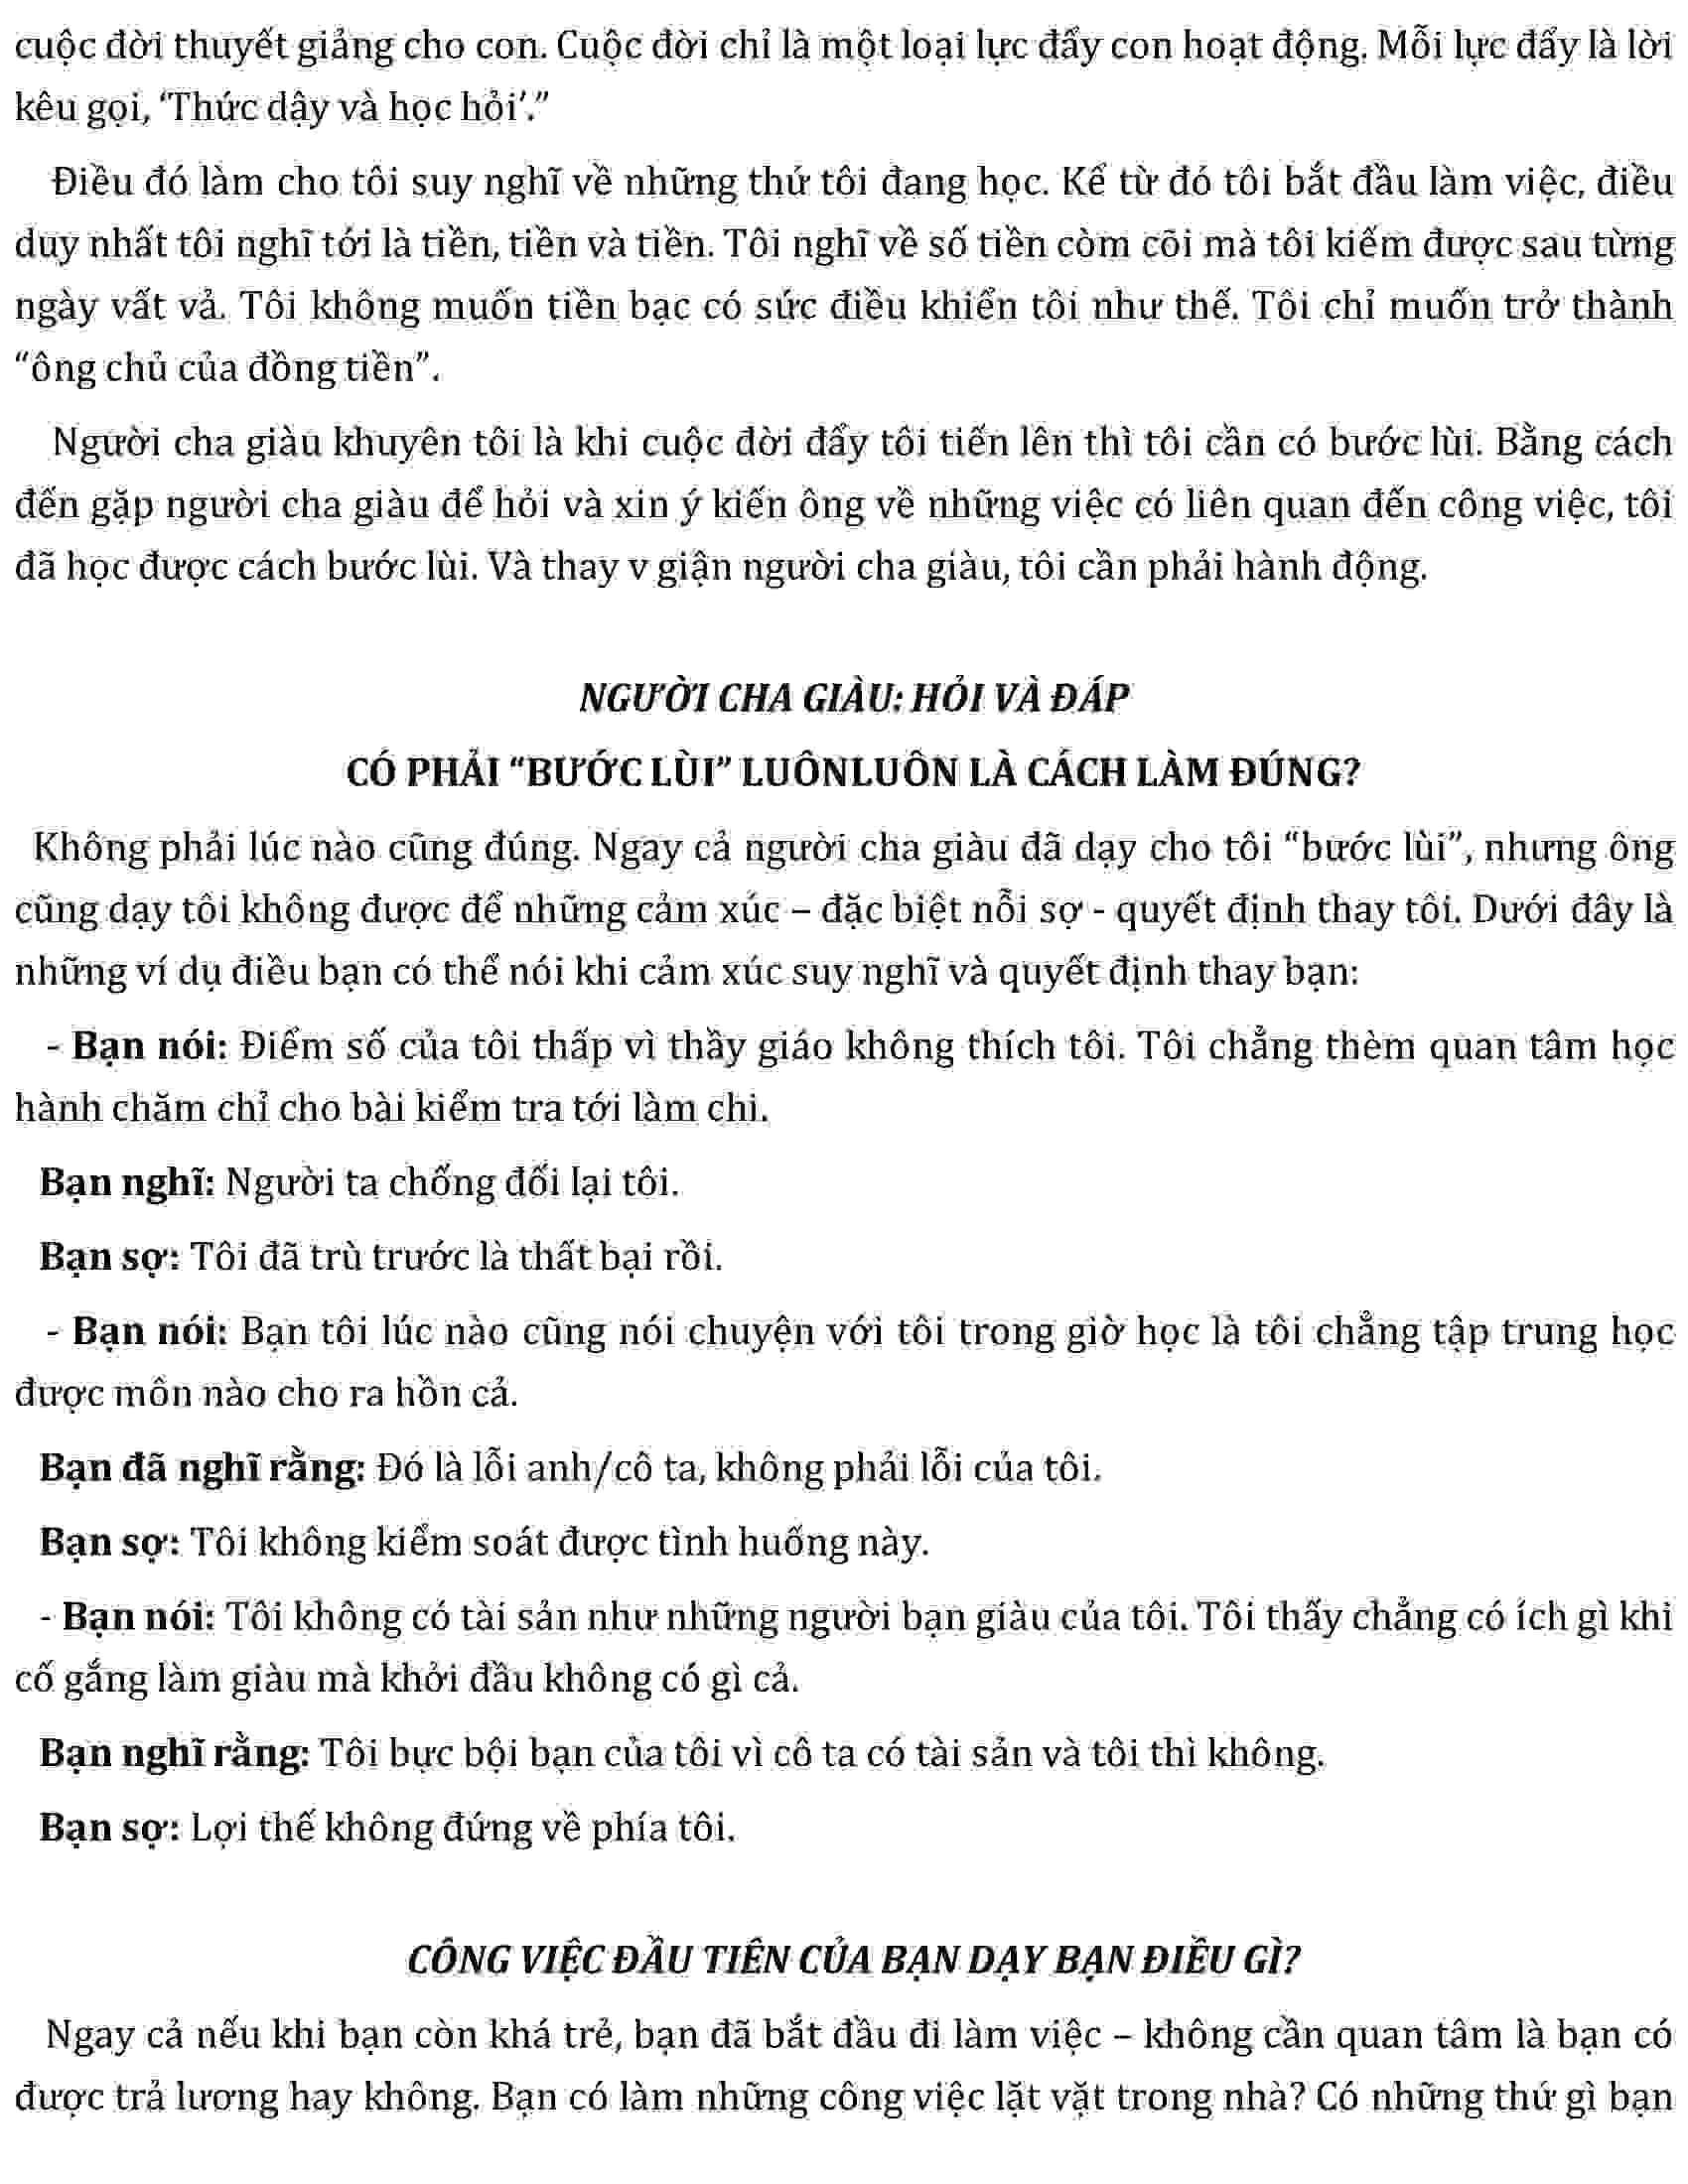 cuộc đời thuyết giảng cho con. Cuộc đời chỉ là một loại lực đẩy con hoạt động. Mỗi lực đẩy là lời
kêu gọi, ‘Thức dậy và học hỏi’.”
Điều đó làm cho tôi suy nghĩ về những thứ tôi đang học. Kể từ đó tôi bắt đầu làm việc, điều
duy nhất tôi nghĩ tới là tiền, tiền và tiền. Tôi nghĩ về số tiền còm cõi mà tôi kiếm được sau từng
ngày vất vả. Tôi không muốn tiền bạc có sức điều khiển tôi như thế. Tôi chỉ muốn trở thành
“ông chủ của đồng tiền”.
Người cha giàu khuyên tôi là khi cuộc đời đẩy tôi tiến lên thì tôi cần có bước lùi. Bằng cách
đến gặp người cha giàu để hỏi và xin ý kiến ông về những việc có liên quan đến công việc, tôi
đã học được cách bước lùi. Và thay v giận người cha giàu, tôi cần phải hành động.
NGƯỜI CHA GIÀU: HỎI VÀ ĐÁP
CÓ PHẢI “BƯỚC LÙI” LUÔNLUÔN LÀ CÁCH LÀM ĐÚNG?
Không phải lúc nào cũng đúng. Ngay cả người cha giàu đã dạy cho tôi “bước lùi”, nhưng ông
cũng dạy tôi không được để những cảm xúc – đặc biệt nỗi sợ - quyết định thay tôi. Dưới đây là
những ví dụ điều bạn có thể nói khi cảm xúc suy nghĩ và quyết định thay bạn:
- Bạn nói: Điểm số của tôi thấp vì thầy giáo không thích tôi. Tôi chẳng thèm quan tâm học
hành chăm chỉ cho bài kiểm tra tới làm chi.
Bạn nghĩ: Người ta chống đối lại tôi.
Bạn sợ: Tôi đã trù trước là thất bại rồi.
- Bạn nói: Bạn tôi lúc nào cũng nói chuyện với tôi trong giờ học là tôi chẳng tập trung học
được môn nào cho ra hồn cả.
Bạn đã nghĩ rằng: Đó là lỗi anh/cô ta, không phải lỗi của tôi.
Bạn sợ: Tôi không kiểm soát được tình huống này.
- Bạn nói: Tôi không có tài sản như những người bạn giàu của tôi. Tôi thấy chẳng có ích gì khi
cố gắng làm giàu mà khởi đầu không có gì cả.
Bạn nghĩ rằng: Tôi bực bội bạn của tôi vì cô ta có tài sản và tôi thì không.
Bạn sợ: Lợi thế không đứng về phía tôi.
CÔNG VIỆC ĐẦU TIÊN CỦA BẠN DẠY BẠN ĐIỀU GÌ?
Ngay cả nếu khi bạn còn khá trẻ, bạn đã bắt đầu đi làm việc – không cần quan tâm là bạn có
được trả lương hay không. Bạn có làm những công việc lặt vặt trong nhà? Có những thứ gì bạn